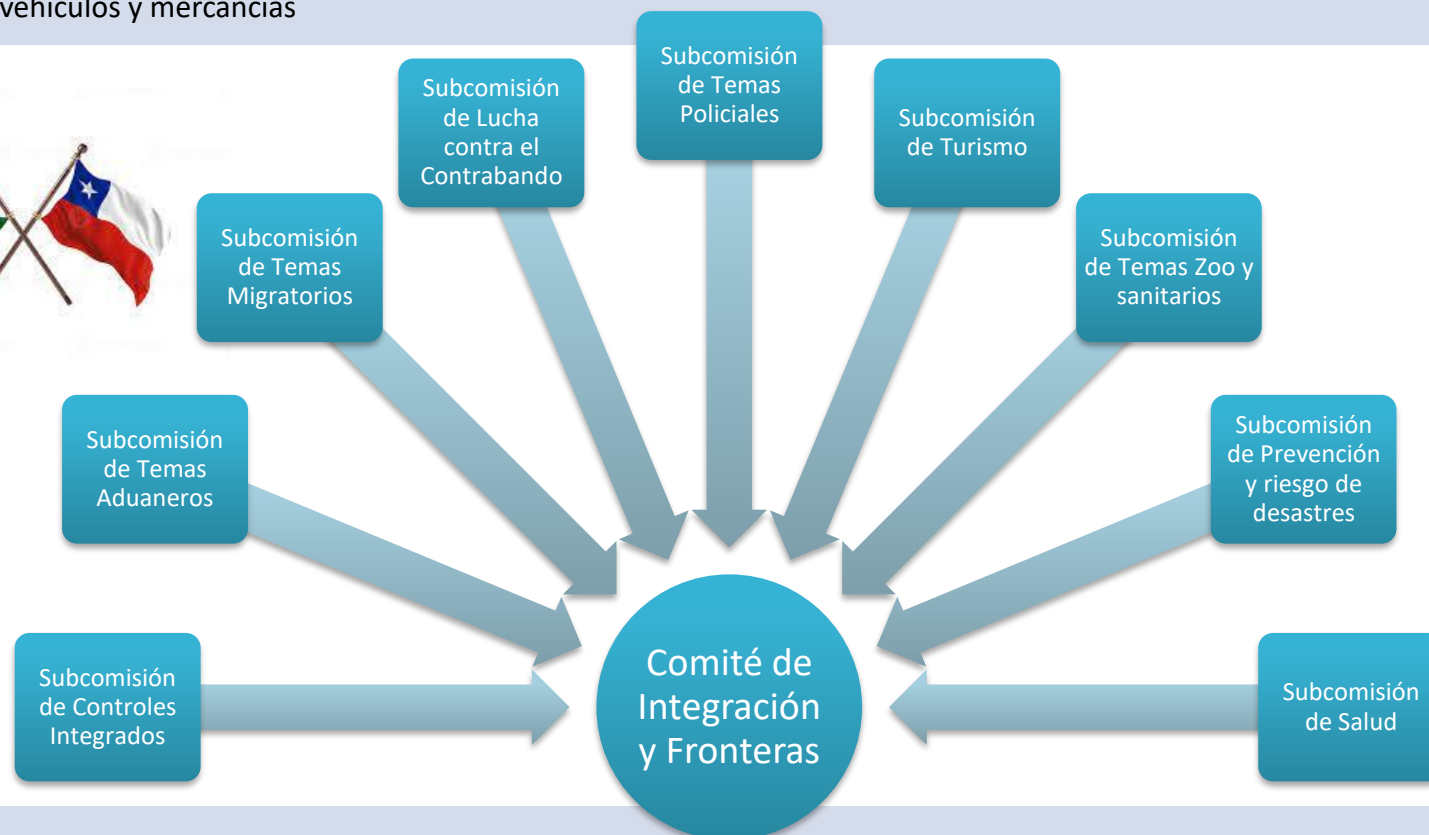 vehículos y mercancías
Subcomisión
de Controles
Integrados
Subcomisión
de Temas
Aduaneros
Subcomisión
de Temas
Migratorios
Subcomisión
de Lucha
contra el
Contrabando
Subcomisión
de Temas
Policiales
Subcomisión
de Turismo
Subcomisión
de Temas Zoo y
sanitarios
Subcomisión
de Prevención
y riesgo de
desastres
Subcomisión
de Salud
Comité de
Integración
y Fronteras